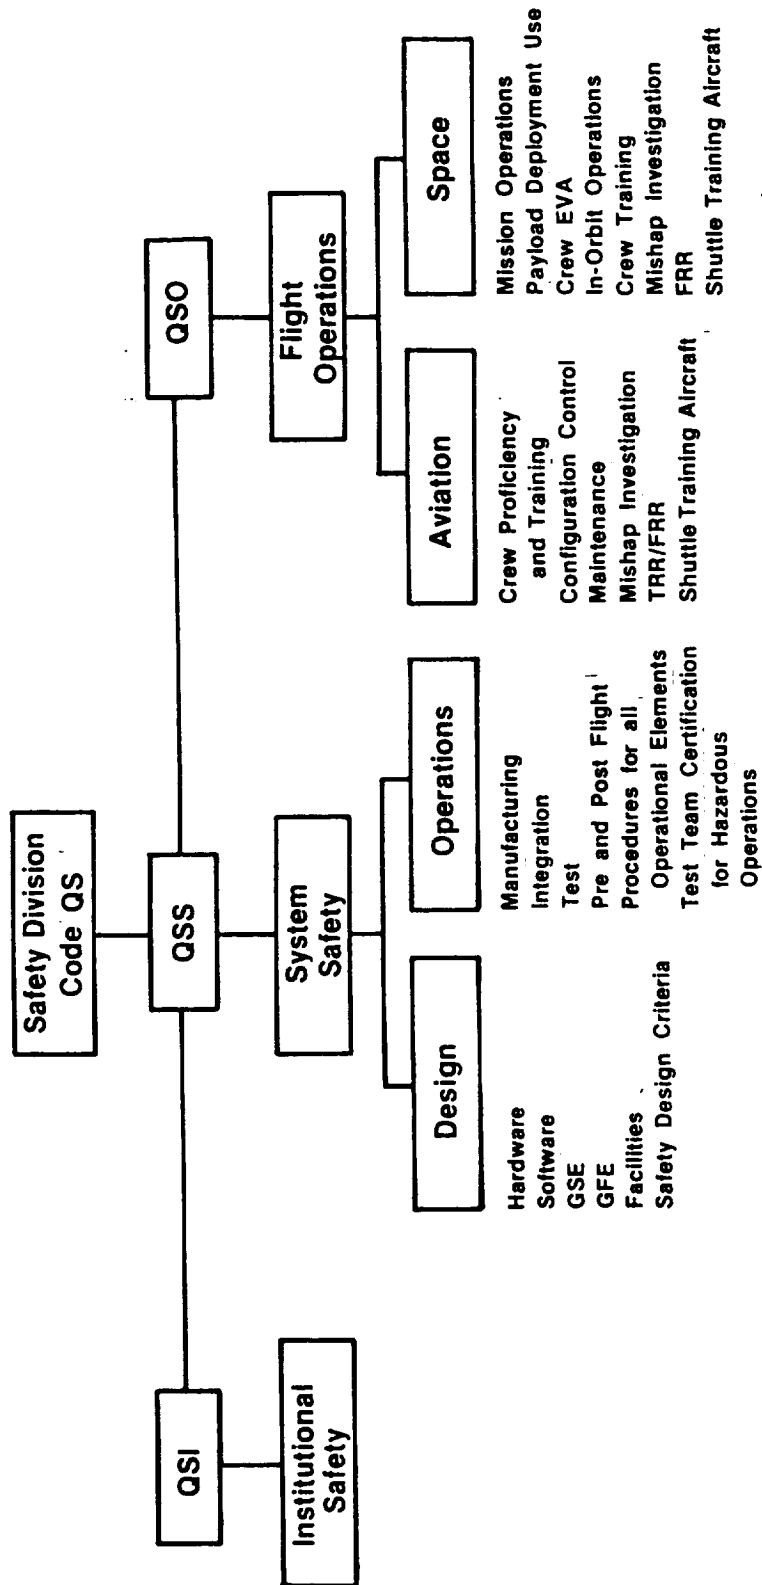 Safety Division
Code QS
QSI
QSS
QSO
Institutional
Safety
System
Safety
Flight
Operations
Design
Operations
Aviation
Space
Hardware
Software
GSE
GFE
Facilities
Safety Design Criteria
Manufacturing
Integration
Test
Pre and Post Flight
Procedures for all
Operational Elements
Test Team Certification
for Hazardous
Operations
Crew Proficiency
and Training
Configuration Control
Maintenance
Mishap Investigation
TRR/FRR
Shuttle Training Aircraft
Mission Operations
Payload Deployment Use
Crew EVA
In-Orbit Operations
Crew Training
Mishap Investigation
FRR
Shuttle Training Aircraft